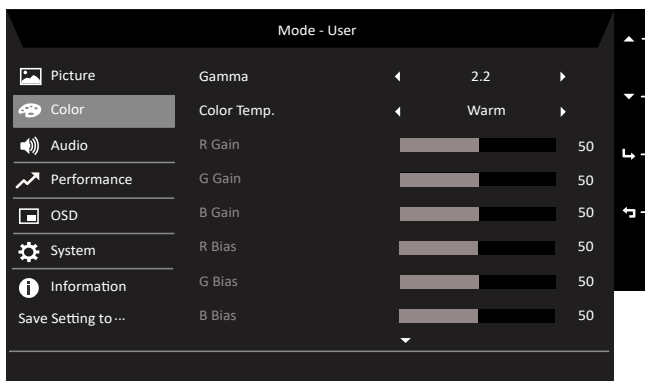 Mode - User
Picture
Gamma 2.2
Color
Color Temp. Warm
Audio
R Gain 50
Performance
G Gain 50
OSD
B Gain 50
System
R Bias 50
Information
G Bias 50
Save Setting to ...
B Bias 50